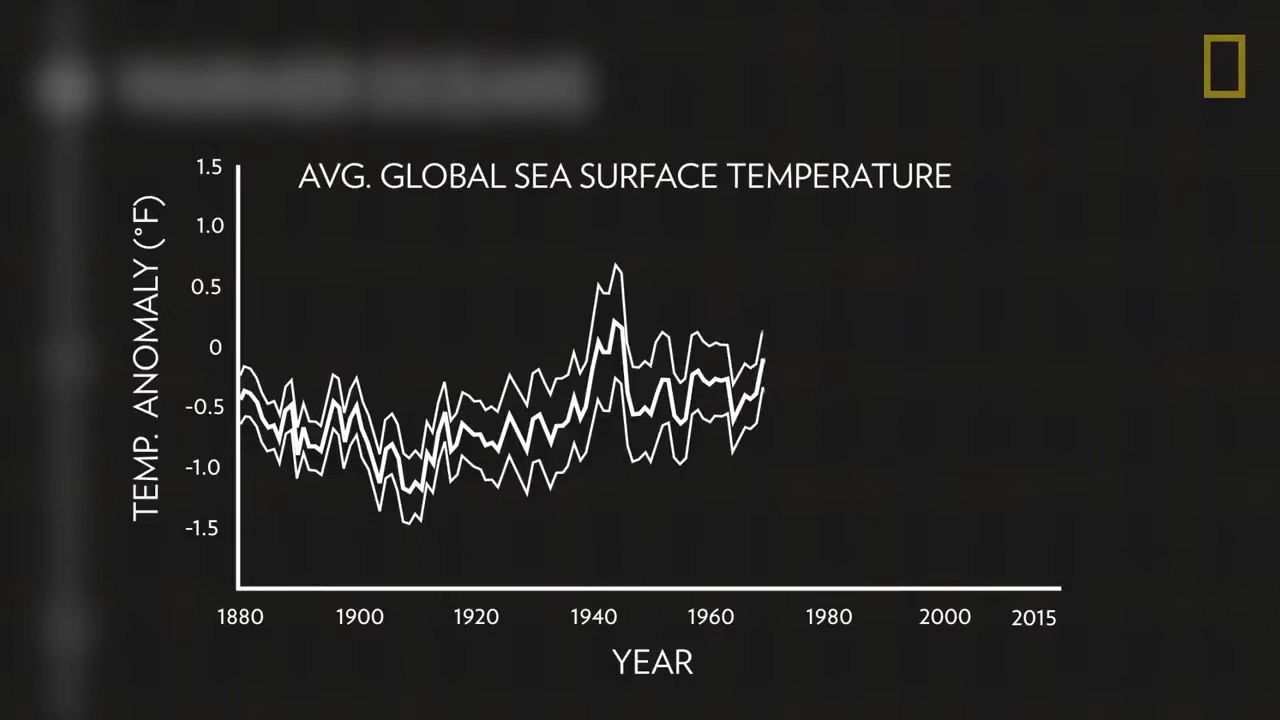 AVG. GLOBAL SEA SURFACE TEMPERATURE
TEMP. ANOMALY (°F)
1.5
1.0
0.5
0
-0.5
-1.0
-1.5
1880 1900 1920 1940 1960 1980 2000 2015
YEAR